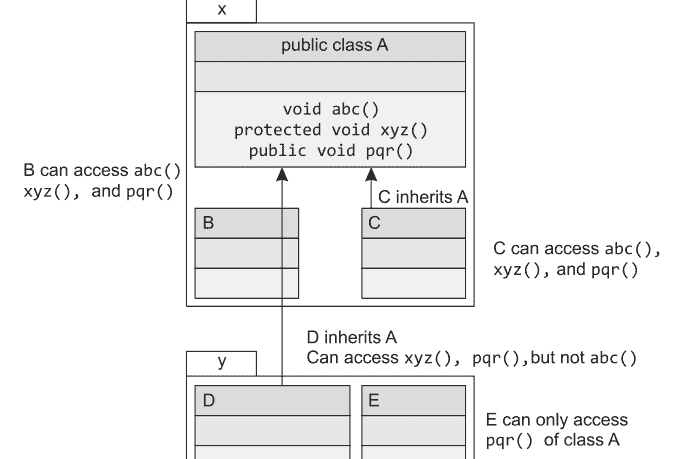 x
public class A
void abc()
protected void xyz()
public void pqr()
B can access abc()
xyz(), and pqr()
C inherits A
B
C
C can access abc(),
xyz(), and pqr()
D inherits A
Can access xyz(), pqr(),but not abc()
y
D
E
E can only access
pqr() of class A